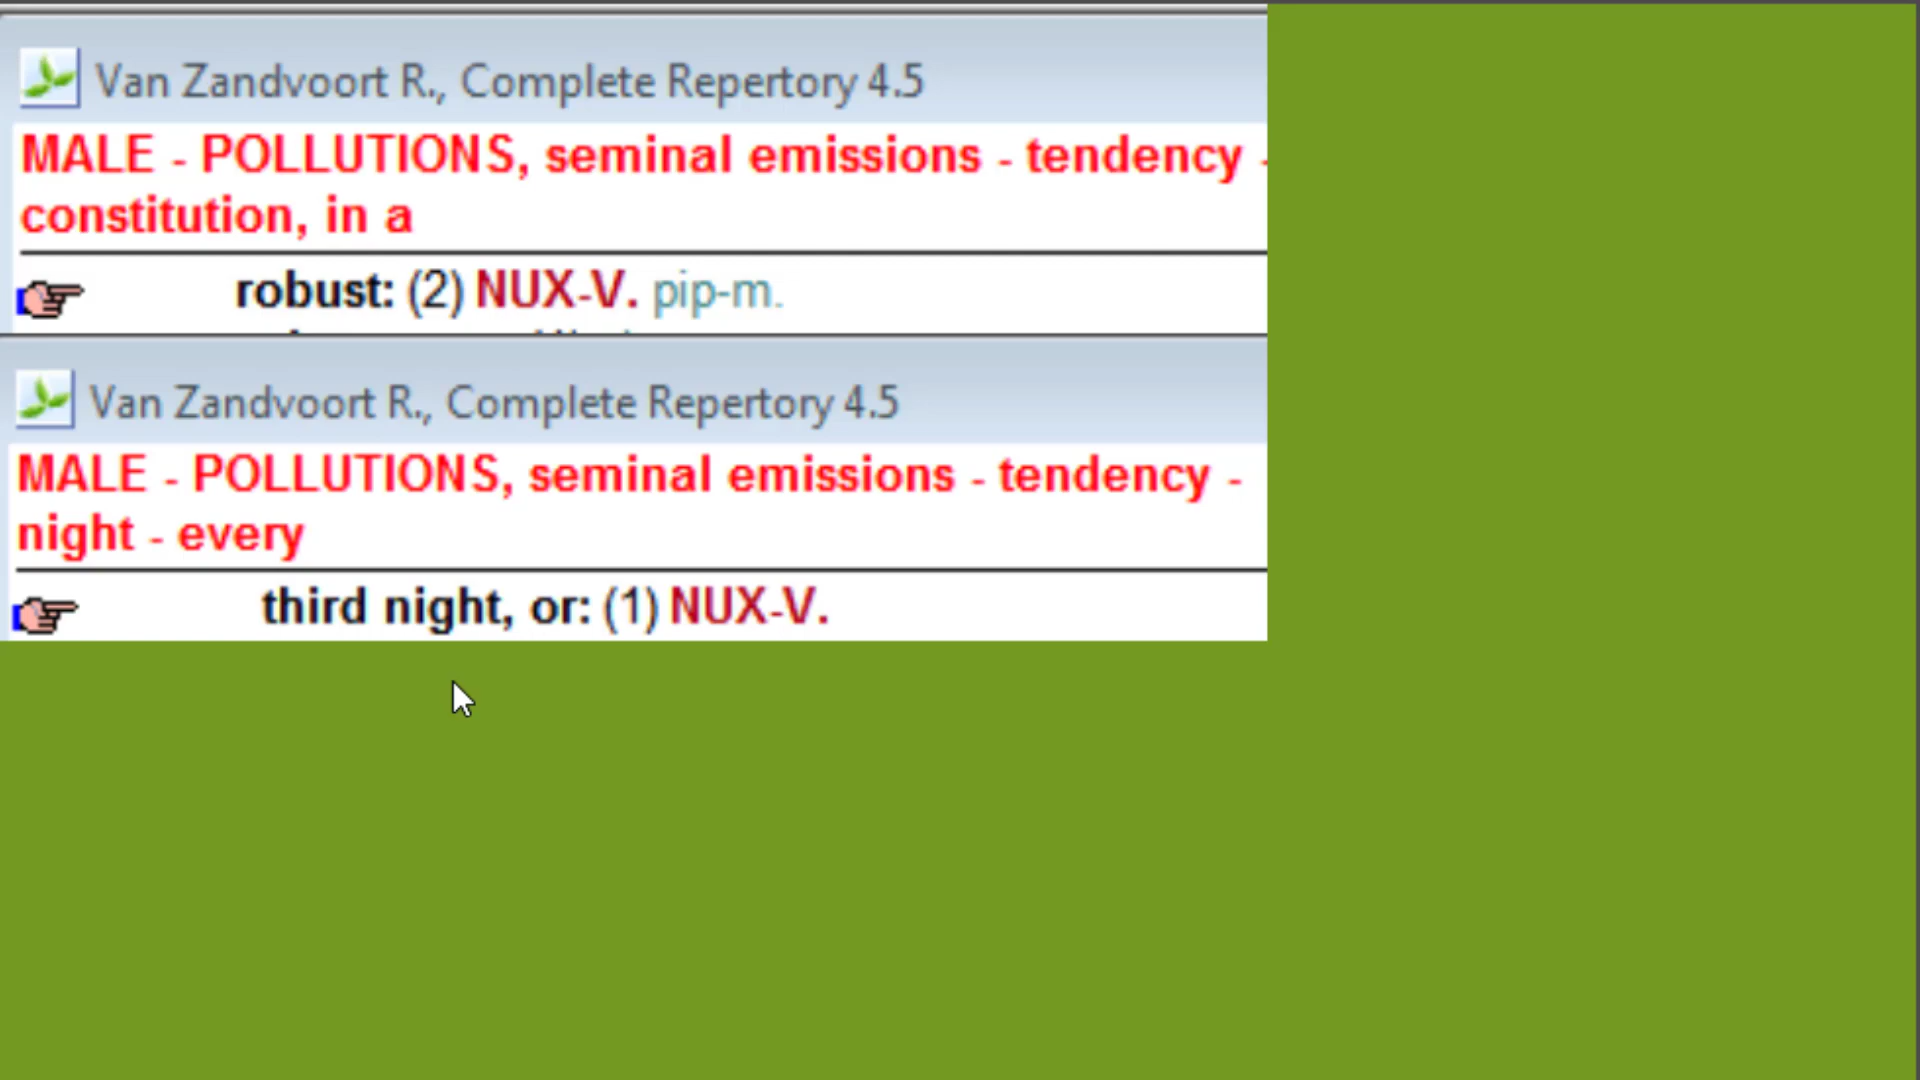 Van Zandvoort R., Complete Repertory 4.5
MALE - POLLUTIONS, seminal emissions - tendency -
constitution, in a
robust: (2) NUX-V. pip-m.
Van Zandvoort R., Complete Repertory 4.5
MALE - POLLUTIONS, seminal emissions - tendency -
night - every
third night, or: (1) NUX-V.